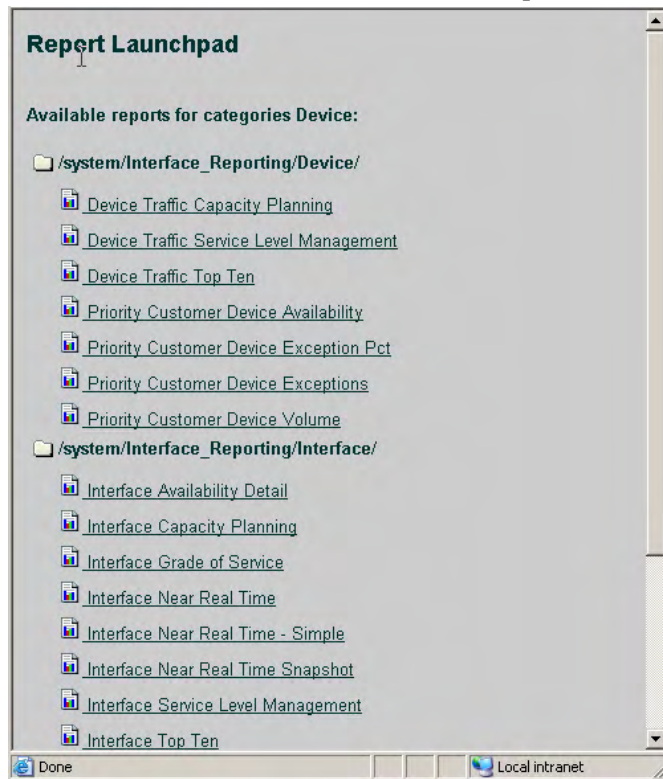 Report Launchpad
Available reports for categories Device:
/system/Interface_Reporting/Device/
Device Traffic Capacity Planning
Device Traffic Service Level Management
Device Traffic Top Ten
Priority Customer Device Availability
Priority Customer Device Exception Pct
Priority Customer Device Exceptions
Priority Customer Device Volume
/system/Interface_Reporting/Interface/
Interface Availability Detail
Interface Capacity Planning
Interface Grade of Service
Interface Near Real Time
Interface Near Real Time - Simple
Interface Near Real Time Snapshot
Interface Service Level Management
Interface Top Ten
Done Local intranet